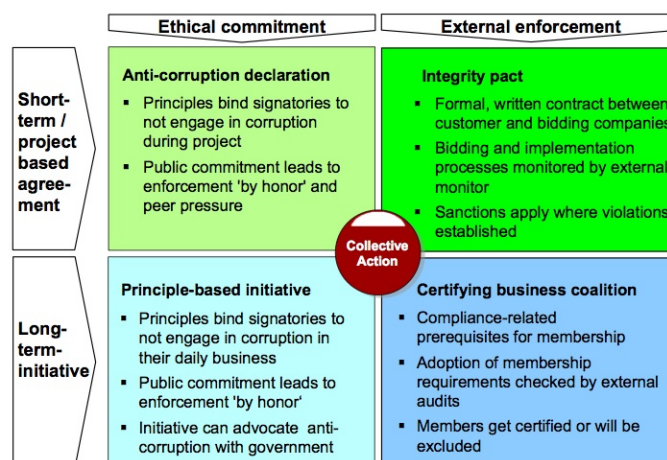 Ethical commitment
External enforcement
Short-
term /
project
based
agree-
ment
Anti-corruption declaration
▪ Principles bind signatories to
not engage in corruption
during project
▪ Public commitment leads to
enforcement 'by honor' and
peer pressure
Integrity pact
▪ Formal, written contract between
customer and bidding companies
▪ Bidding and implementation
processes monitored by external
monitor
▪ Sanctions apply where violations
established
Collective
Action
Long-
term-
initiative
Principle-based initiative
▪ Principles bind signatories to
not engage in corruption in
their daily business
▪ Public commitment leads to
enforcement 'by honor'
▪ Initiative can advocate anti-
corruption with government
Certifying business coalition
▪ Compliance-related
prerequisites for membership
▪ Adoption of membership
requirements checked by external
audits
▪ Members get certified or will be
excluded